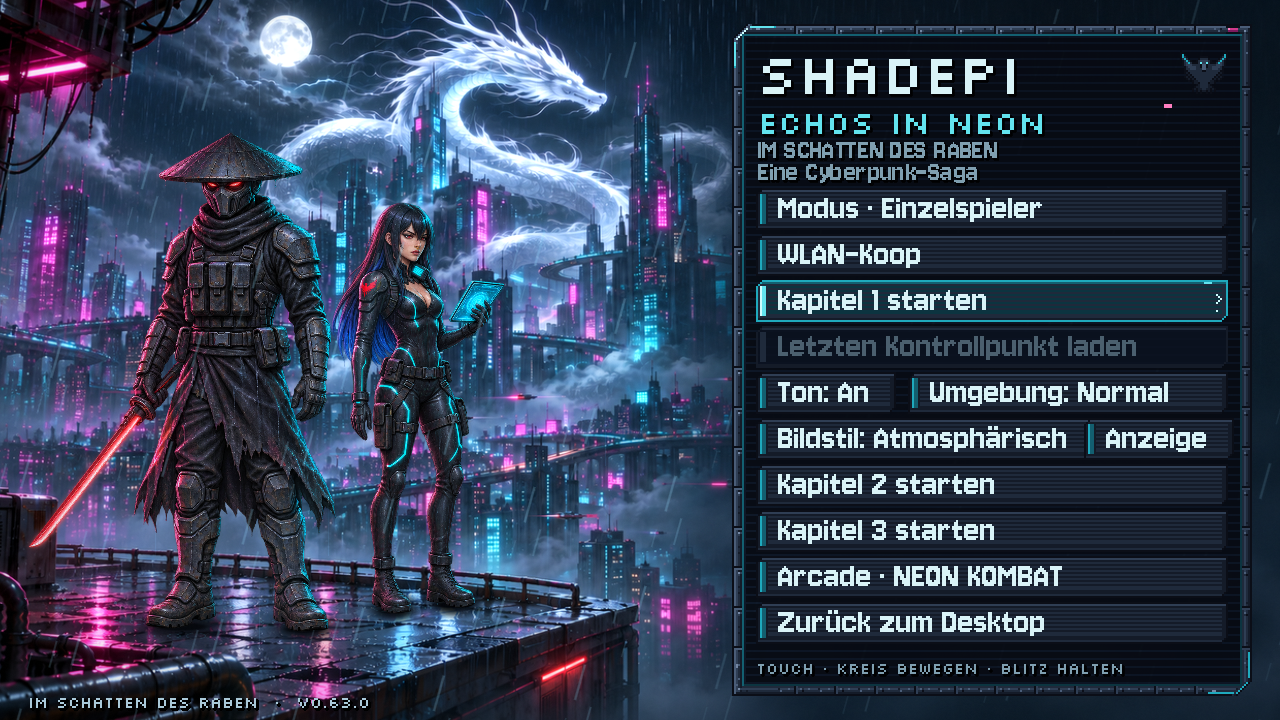 SHADEPI
ECHOS IN NEON
IM SCHATTEN DES RABEN
Eine Cyberpunk-Saga
Modus · Einzelspieler
WLAN-Koop
Kapitel 1 starten
Letzten Kontrollpunkt laden
Ton: An
Umgebung: Normal
Bildstil: Atmosphärisch
Anzeige
Kapitel 2 starten
Kapitel 3 starten
Arcade · NEON KOMBAT
Zurück zum Desktop
TOUCH · KREIS BEWEGEN · BLITZ HALTEN
IM SCHATTEN DES RABEN · V0.63.0